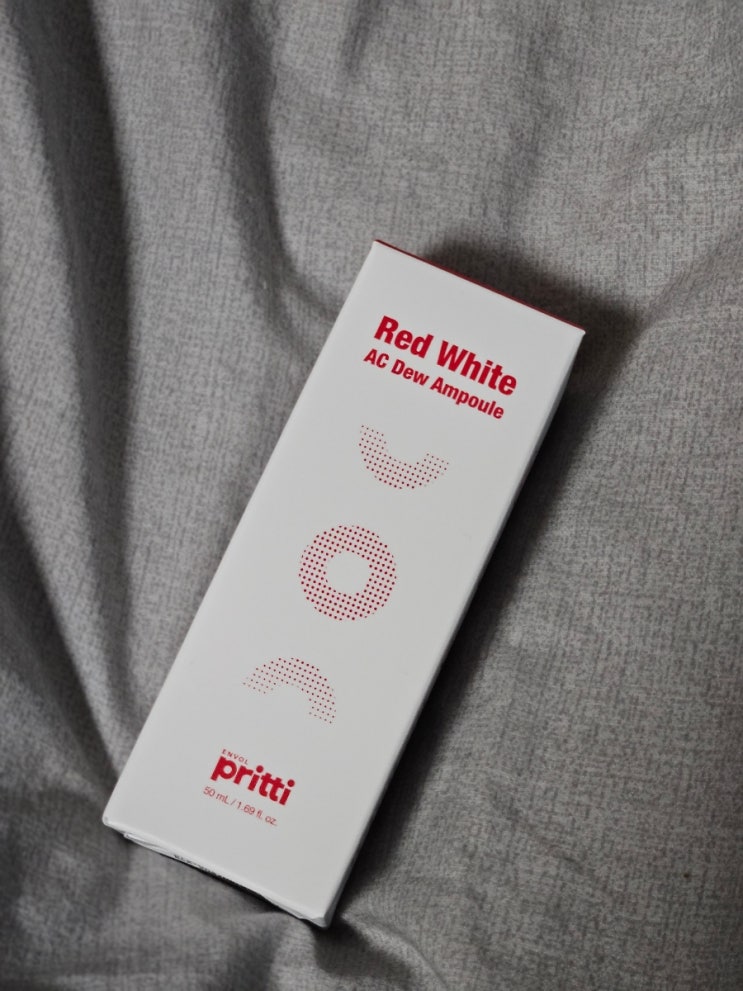 Red White
AC Dew Ampoule
ENVOL
pritti
50 mL / 1.69 fl. oz.